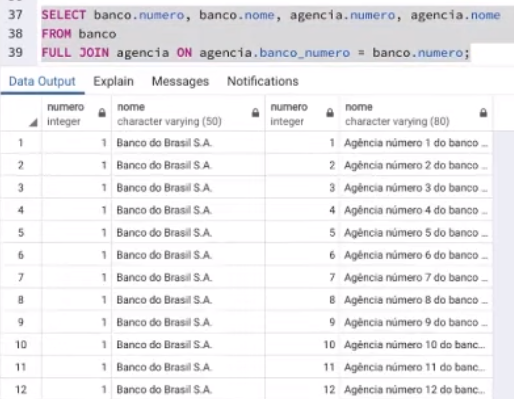 37 SELECT banco.numero, banco.nome, agencia.numero, agencia.nome
38 FROM banco
39 FULL JOIN agencia ON agencia.banco_numero = banco.numero;
Data Output Explain Messages Notifications
numero nome numero nome
integer character varying (50) integer character varying (80)
1 1 Banco do Brasil S.A. 1 Agência número 1 do banco ...
2 1 Banco do Brasil S.A. 2 Agência número 2 do banco ...
3 1 Banco do Brasil S.A. 3 Agência número 3 do banco ...
4 1 Banco do Brasil S.A. 4 Agência número 4 do banco ...
5 1 Banco do Brasil S.A. 5 Agência número 5 do banco ...
6 1 Banco do Brasil S.A. 6 Agência número 6 do banco ...
7 1 Banco do Brasil S.A. 7 Agência número 7 do banco ...
8 1 Banco do Brasil S.A. 8 Agência número 8 do banco ...
9 1 Banco do Brasil S.A. 9 Agência número 9 do banco ...
10 1 Banco do Brasil S.A. 10 Agência número 10 do banc...
11 1 Banco do Brasil S.A. 11 Agência número 11 do banc...
12 1 Banco do Brasil S.A. 12 Agência número 12 do banc...